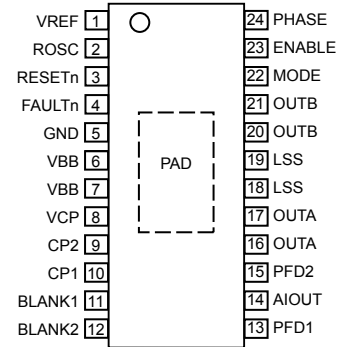 VREF 1
ROSC 2
RESETn 3
FAULTn 4
GND 5
VBB 6
VBB 7
VCP 8
CP2 9
CP1 10
BLANK1 11
BLANK2 12
PAD
24 PHASE
23 ENABLE
22 MODE
21 OUTB
20 OUTB
19 LSS
18 LSS
17 OUTA
16 OUTA
15 PFD2
14 AIOUT
13 PFD1